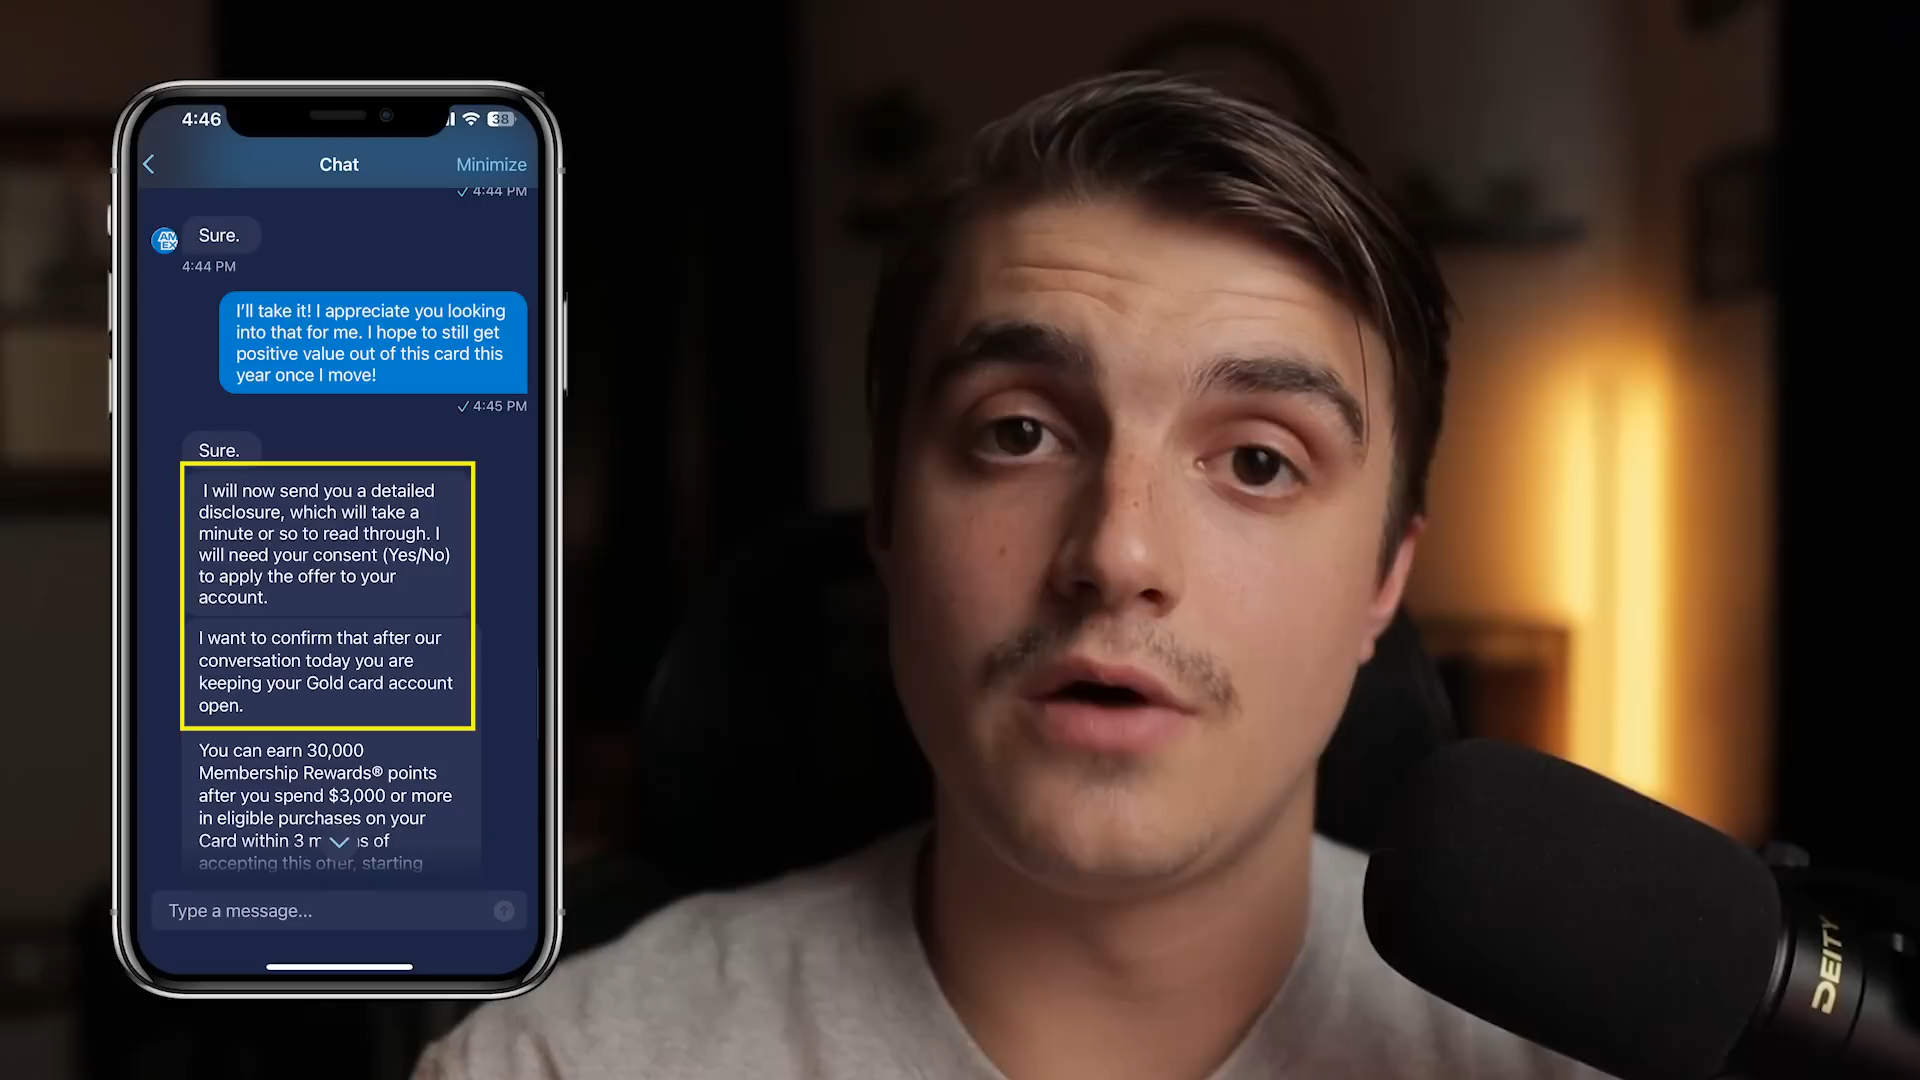 4:46
38
Chat
Minimize
✓ 4:44 PM
AM
EX
Sure.
4:44 PM
I'll take it! I appreciate you looking
into that for me. I hope to still get
positive value out of this card this
year once I move!
✓ 4:45 PM
Sure.
I will now send you a detailed
disclosure, which will take a
minute or so to read through. I
will need your consent (Yes/No)
to apply the offer to your
account.
I want to confirm that after our
conversation today you are
keeping your Gold card account
open.
You can earn 30,000
Membership Rewards® points
after you spend $3,000 or more
in eligible purchases on your
Card within 3 of
accepting this offer, starting
Type a message...
DEITY